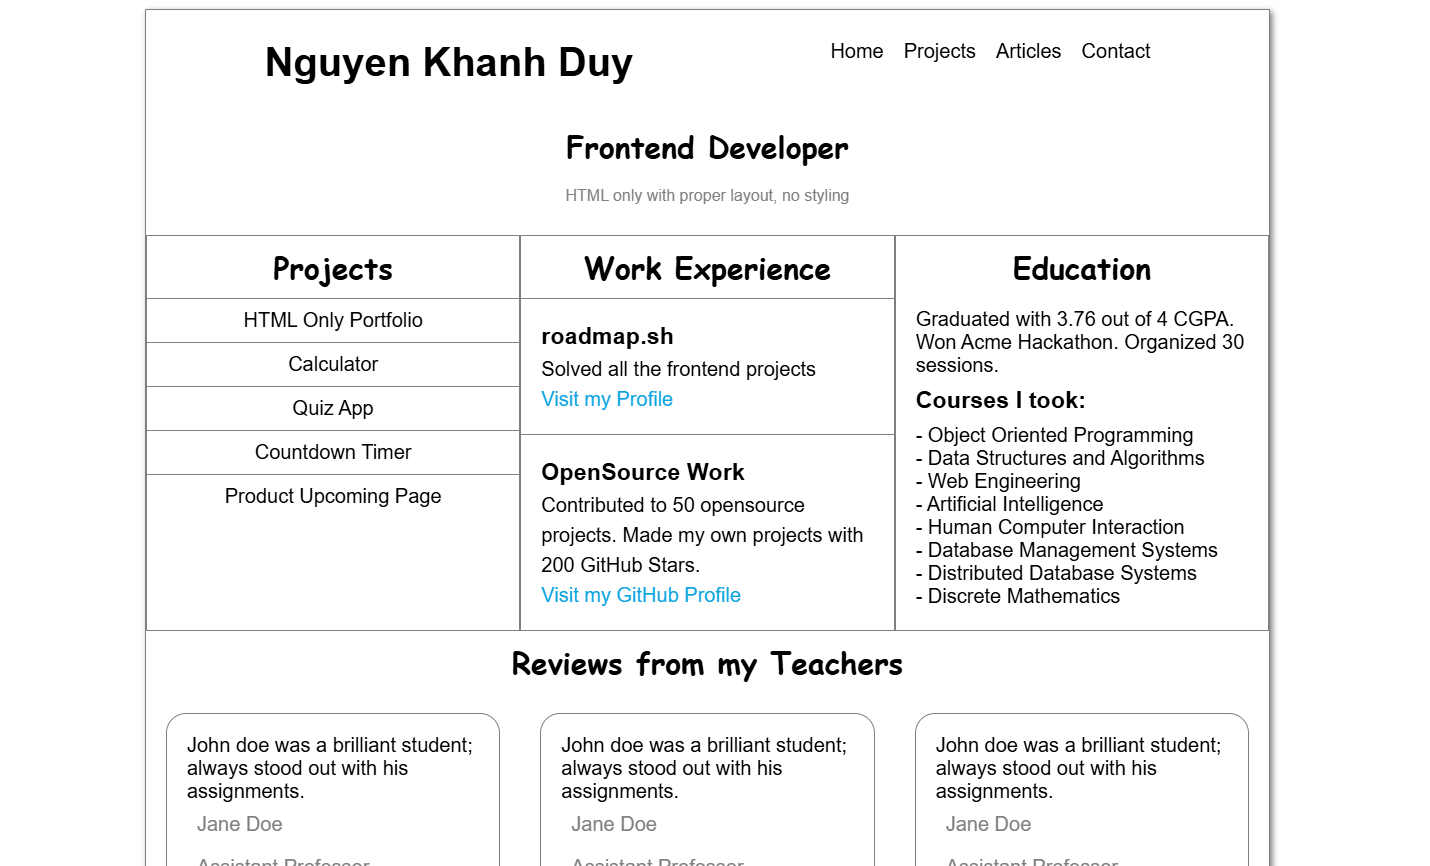 Nguyen Khanh Duy
Home Projects Articles Contact
Frontend Developer
HTML only with proper layout, no styling
Projects
HTML Only Portfolio
Calculator
Quiz App
Countdown Timer
Product Upcoming Page
Work Experience
roadmap.sh
Solved all the frontend projects
Visit my Profile
OpenSource Work
Contributed to 50 opensource
projects. Made my own projects with
200 GitHub Stars.
Visit my GitHub Profile
Education
Graduated with 3.76 out of 4 CGPA.
Won Acme Hackathon. Organized 30
sessions.
Courses I took:
- Object Oriented Programming
- Data Structures and Algorithms
- Web Engineering
- Artificial Intelligence
- Human Computer Interaction
- Database Management Systems
- Distributed Database Systems
- Discrete Mathematics
Reviews from my Teachers
John doe was a brilliant student;
always stood out with his
assignments.
Jane Doe
Assistant Professor
John doe was a brilliant student;
always stood out with his
assignments.
Jane Doe
Assistant Professor
John doe was a brilliant student;
always stood out with his
assignments.
Jane Doe
Assistant Professor